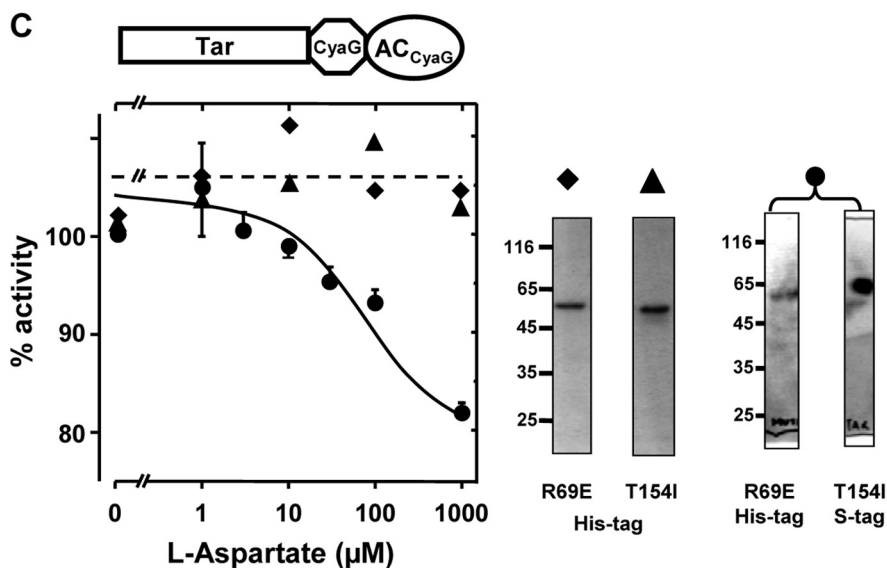 C
Tar
CyaG
AC CyaG
% activity
100
90
80
0
1
10
100
1000
L-Aspartate (µM)
116
65
45
35
25
R69E
T154I
His-tag
116
65
45
35
25
TAR
R69E
His-tag
T154I
S-tag